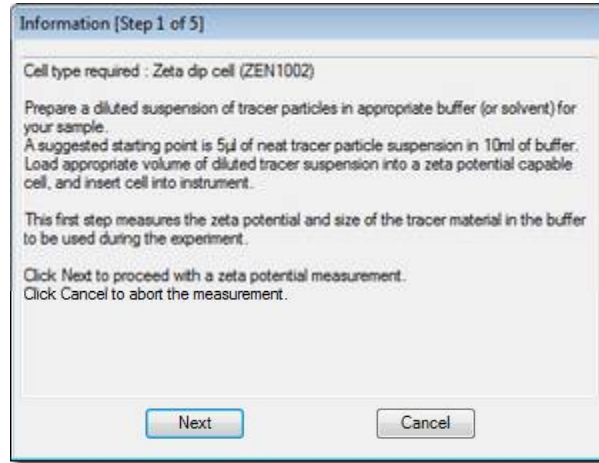 Information [Step 1 of 5]
Cell type required : Zeta dip cell (ZEN1002)
Prepare a diluted suspension of tracer particles in appropriate buffer (or solvent) for
your sample.
A suggested starting point is 5µl of neat tracer particle suspension in 10ml of buffer.
Load appropriate volume of diluted tracer suspension into a zeta potential capable
cell, and insert cell into instrument.
This first step measures the zeta potential and size of the tracer material in the buffer
to be used during the experiment.
Click Next to proceed with a zeta potential measurement.
Click Cancel to abort the measurement.
Next
Cancel